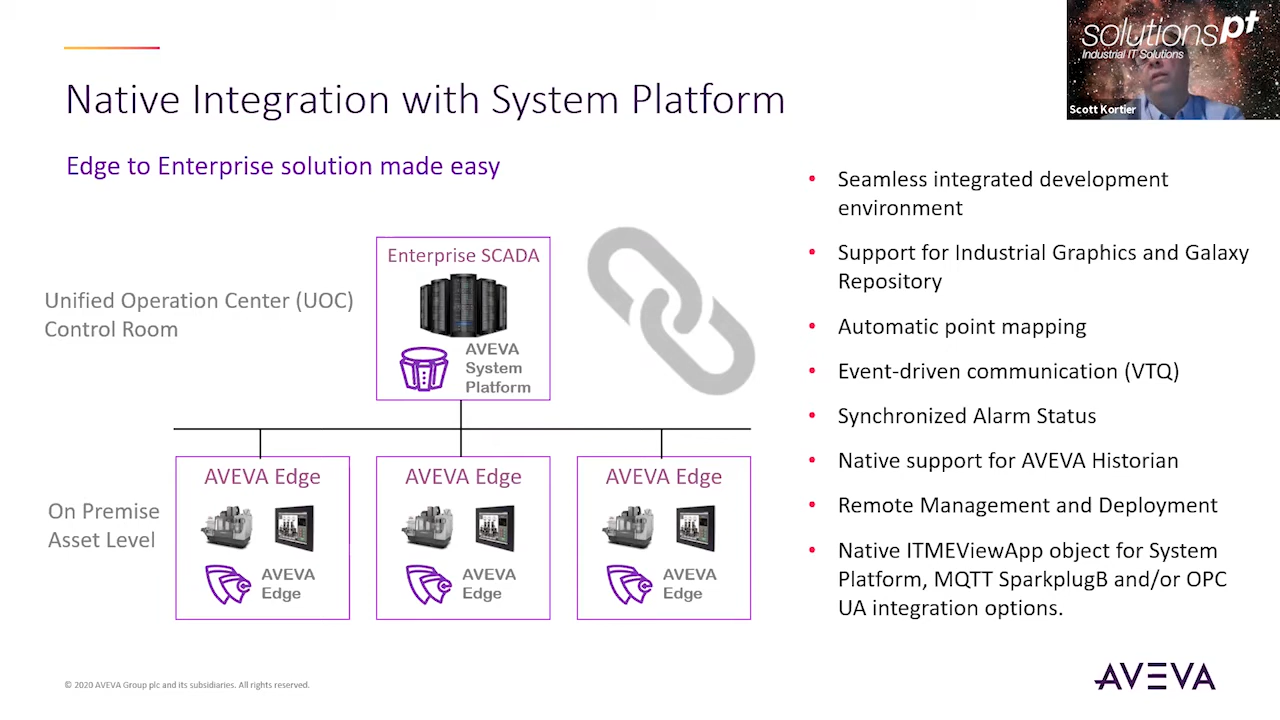 Native Integration with System Platform
Edge to Enterprise solution made easy
solutionspt
Industrial IT Solutions
Scott Kortier
Unified Operation Center (UOC)
Control Room
Enterprise SCADA
AVEVA
System
Platform
On Premise
Asset Level
AVEVA Edge
AVEVA
Edge
AVEVA Edge
AVEVA
Edge
AVEVA Edge
AVEVA
Edge
• Seamless integrated development
environment
• Support for Industrial Graphics and Galaxy
Repository
• Automatic point mapping
• Event-driven communication (VTQ)
• Synchronized Alarm Status
• Native support for AVEVA Historian
• Remote Management and Deployment
• Native ITMEViewApp object for System
Platform, MQTT SparkplugB and/or OPC
UA integration options.
© 2020 AVEVA Group plc and its subsidiaries. All rights reserved.
AVEVA